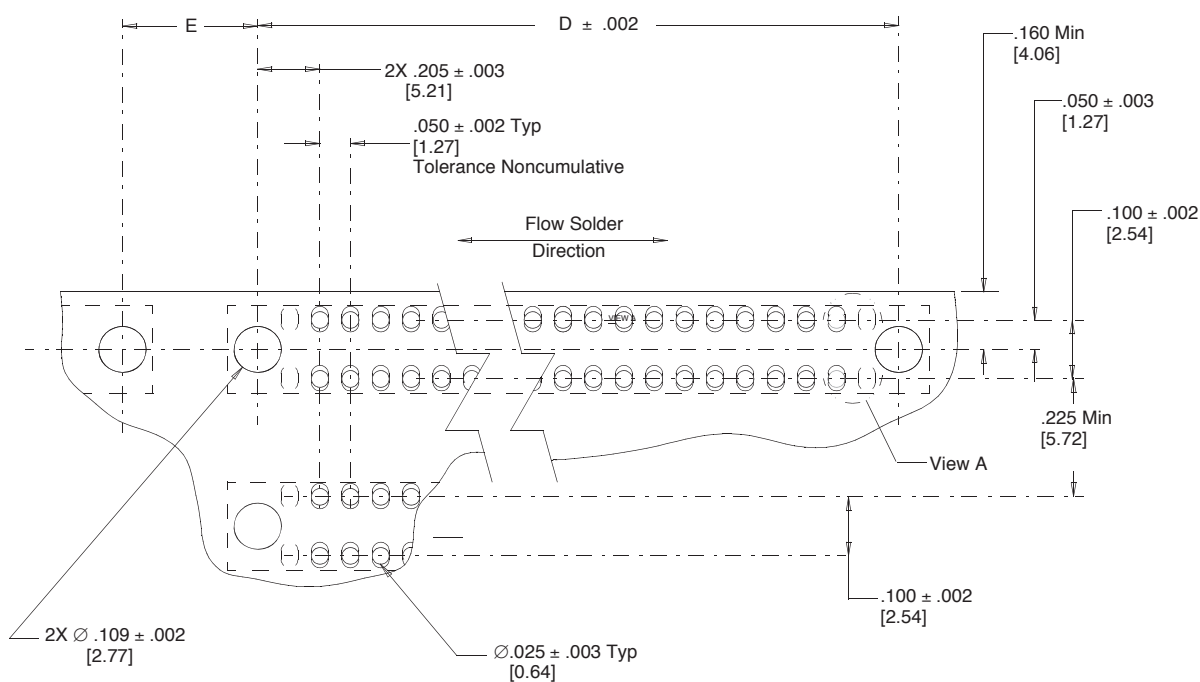 E
D ± .002
.160 Min
[4.06]
2X .205 ± .003
[5.21]
.050 ± .003
[1.27]
.050 ± .002 Typ
[1.27]
Tolerance Noncumulative
.100 ± .002
[2.54]
Flow Solder
Direction
VIEW A
.225 Min
[5.72]
View A
.100 ± .002
[2.54]
2X Ø .109 ± .002
[2.77]
Ø.025 ± .003 Typ
[0.64]